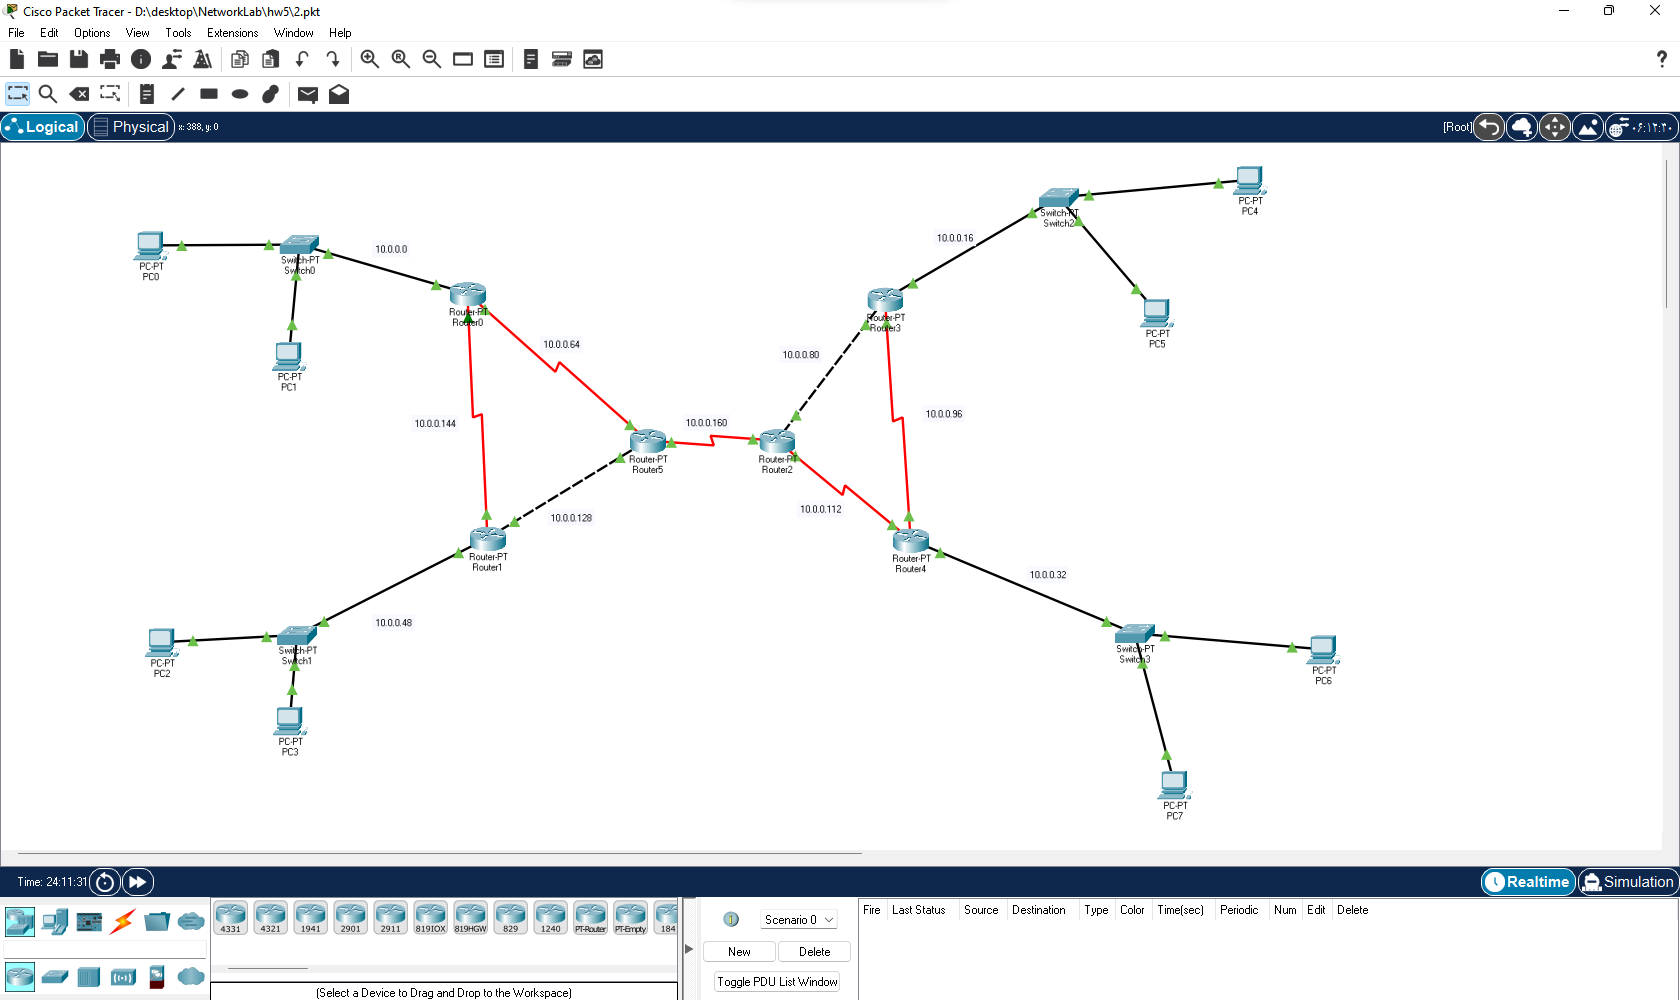 Cisco Packet Tracer - D:\desktop\NetworkLab\hw5\2.pkt
File Edit Options View Tools Extensions Window Help
?
Logical Physical x: 388, y: 0 [Root] ۰۶:۱۲:۳۰
PC-PT
PC4
Switch-PT
Switch2
10.0.0.16
10.0.0.0
Switch-PT
Switch0
PC-PT
PC0
Router-PT
Router0
Router-PT
Router3
PC-PT
PC5
10.0.0.64
10.0.0.80
PC-PT
PC1
10.0.0.144
10.0.0.160
10.0.0.96
Router-PT
Router5
Router-PT
Router2
10.0.0.112
10.0.0.128
Router-PT
Router1
Router-PT
Router4
10.0.0.32
10.0.0.48
Switch-PT
Switch1
PC-PT
PC2
Switch-PT
Switch3
PC-PT
PC6
PC-PT
PC3
PC-PT
PC7
Time: 24:11:31 Realtime Simulation
4331 4321 1941 2901 2911 819IOX 819HGW 829 1240 PT-Router PT-Empty 184
(Select a Device to Drag and Drop to the Workspace)
Scenario 0
New Delete
Toggle PDU List Window
Fire Last Status Source Destination Type Color Time(sec) Periodic Num Edit Delete